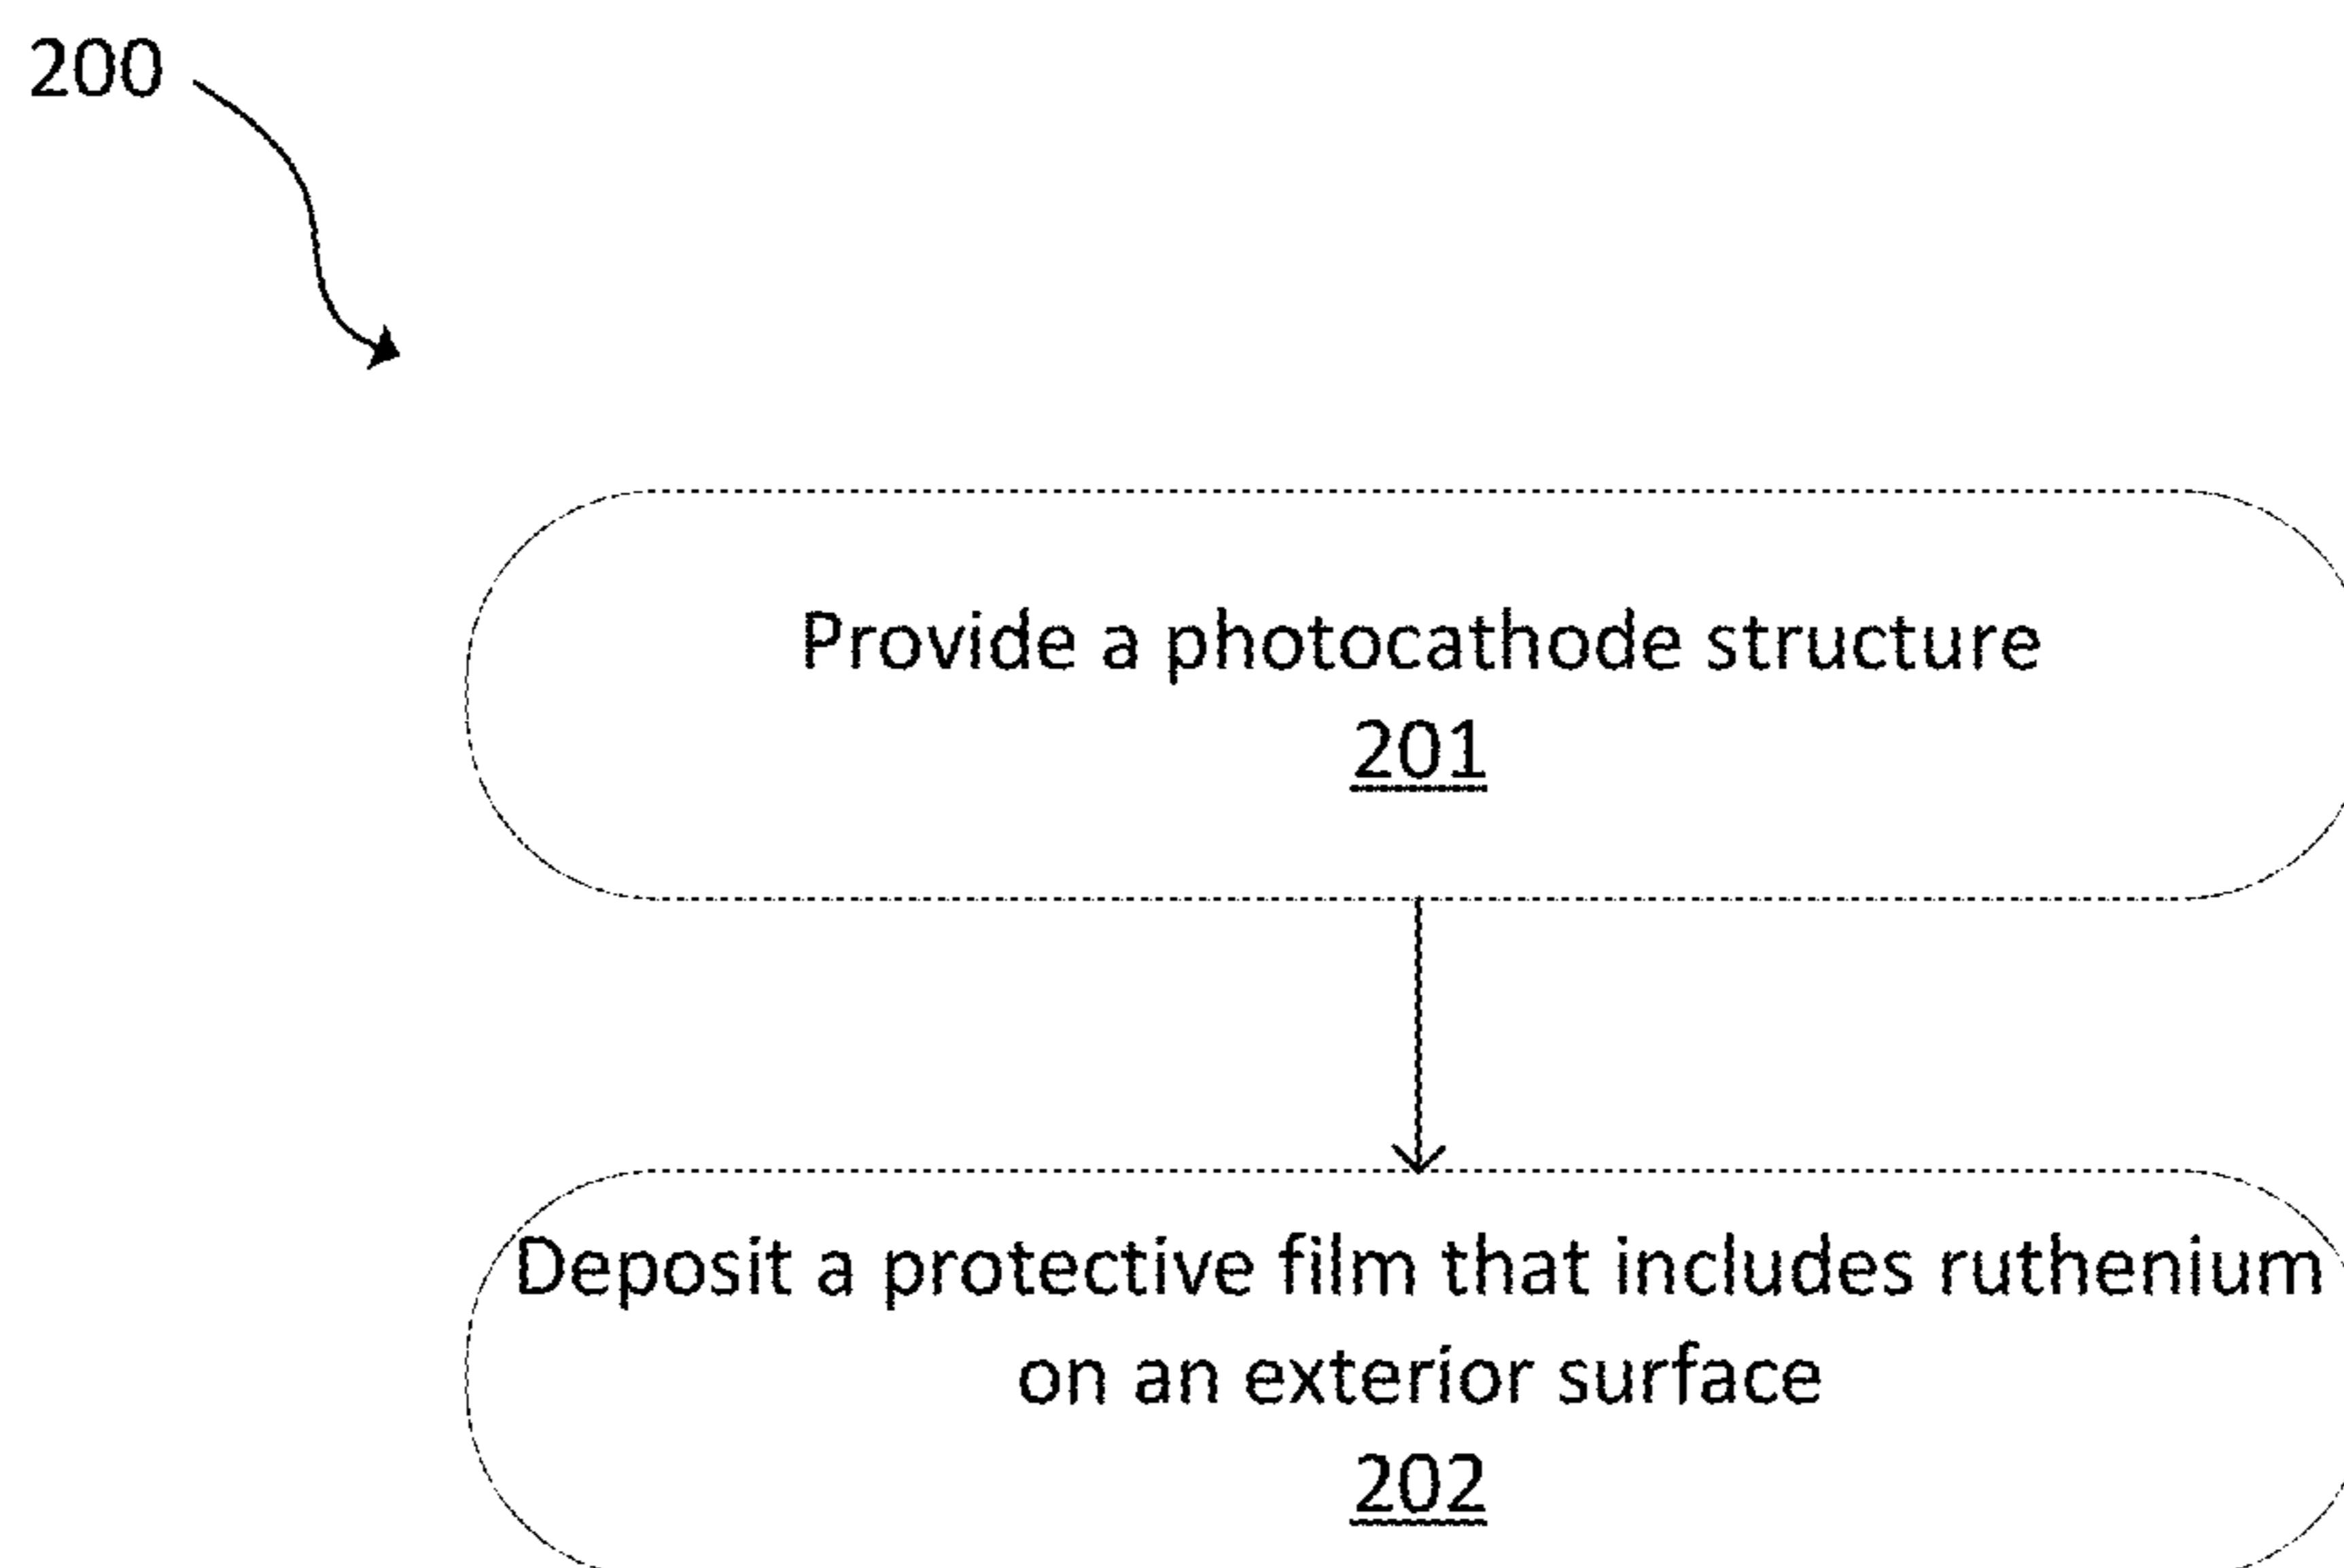 200
Provide a photocathode structure
201
Deposit a protective film that includes ruthenium
on an exterior surface
202